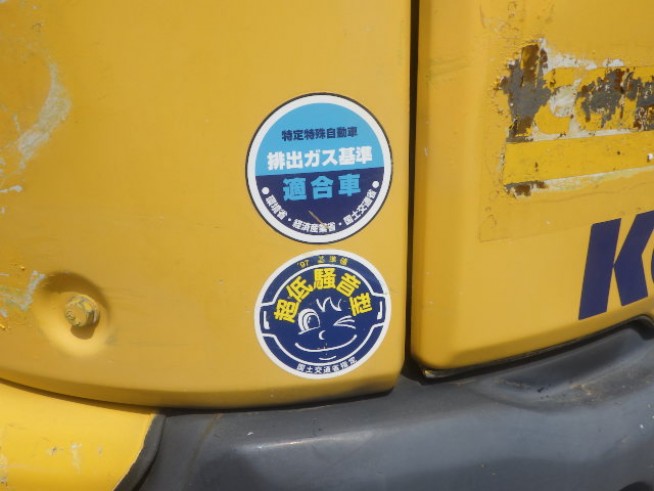 特定特殊自動車
排出ガス基準
適合車
環境省・経済産業省・国土交通省
'97 基準値
超低騒音型
国土交通省指定
K